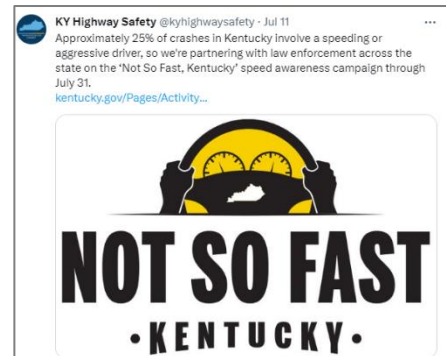 KY Highway Safety @kyhighwaysafety · Jul 11 ...
Approximately 25% of crashes in Kentucky involve a speeding or
aggressive driver, so we're partnering with law enforcement across the
state on the ‘Not So Fast, Kentucky’ speed awareness campaign through
July 31.
kentucky.gov/Pages/Activity...
NOT SO FAST
• KENTUCKY •